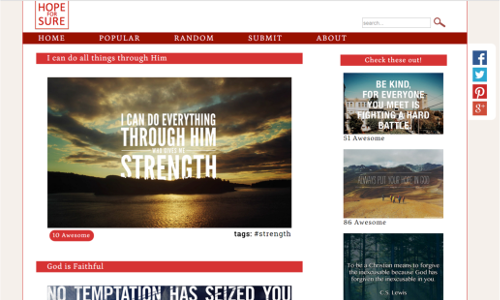 HOPE
FOR
SURE
search...
HOME POPULAR RANDOM SUBMIT ABOUT
I can do all things through Him
I CAN DO EVERYTHING
THROUGH HIM
WHO GIVES ME
STRENGTH
10 Awesome
tags: #strength
God is Faithful
NO TEMPTATION HAS SEIZED YOU
Check these out!
BE KIND,
FOR EVERYONE
YOU MEET IS
FIGHTING A HARD
BATTLE.
51 Awesome
ALWAYS PUT YOUR HOPE IN GOD
86 Awesome
To be a Christian means to forgive
the inexcusable because God has
forgiven the inexcusable in you.
C.S. Lewis